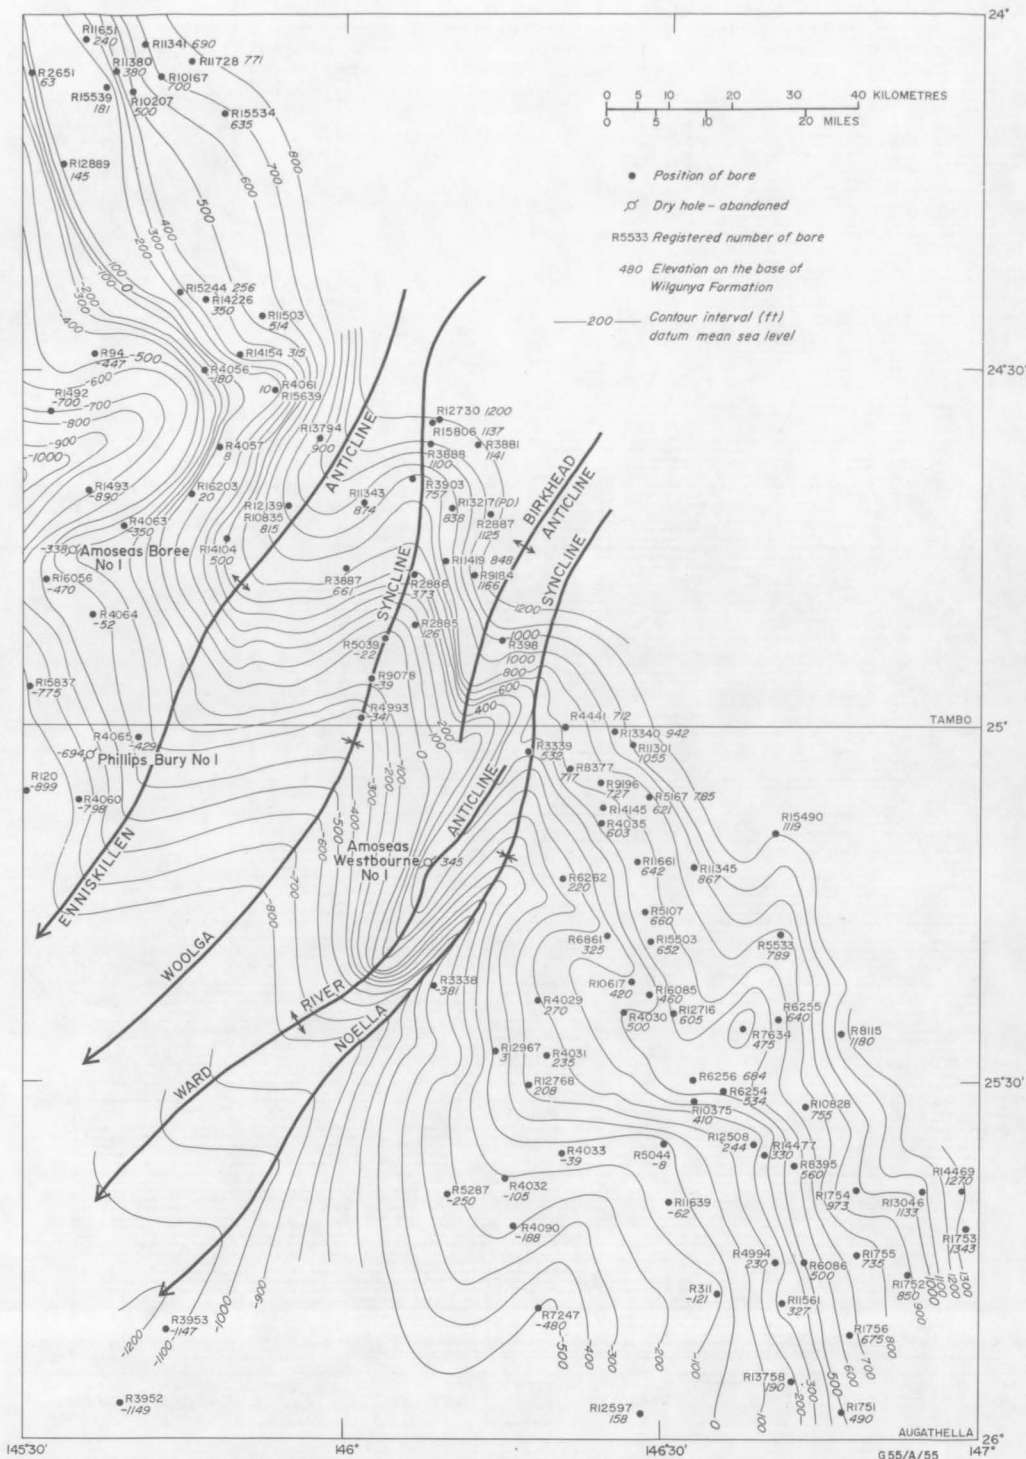 24°
R11651
240
R11341 690
R11728 771
R2651
63
R11380
380
R10167
700
R15539
181
R10207
500
R15534
635
R12889
145
0 5 10 20 30 40 KILOMETRES
0 5 10 20 MILES
Position of bore
Dry hole – abandoned
R5533 Registered number of bore
480 Elevation on the base of
Wilgunya Formation
200 Contour interval (ft)
datum mean sea level
R15244 256
R14226
350
R11503
514
R94
-447
R14154 315
R4056
-180
24°30'
10 R4061
R15639
R1492
-700
R12730 1200
R15806 1137
R3881
1141
R3888
1100
R13794
900
R4057
8
R3903
757
R1493
-890
R16203
20
R11343
874
R13217(PD)
838
R2887
1125
R12139
R10835
815
R4063
-350
R14104
500
-338 Amoseas Boree
No 1
R11419 848
R9184
1166
R16056
-470
R3887
661
R2886
-373
R4064
-52
R2885
126
R5039
-22
R398
R9078
-39
R15837
-775
R4993
-341
R4441 712
TAMBO
25°
R4065
-429
R13340 942
R11301
1055
-694 Phillips Bury No 1
R3339
532
R8377
717
R120
-899
R4060
-798
R9196
727
R5167 785
R14145 621
R4035
603
R15490
1119
Amoseas
Westbourne
No 1
345
R11661
642
R11345
867
R6262
220
R5107
660
R6861
325
R15503
652
R5533
789
R3338
-381
R10617
420
R16085
460
R4029
270
R4030
500
R12716
605
R6255
640
R7634
475
R8115
1180
R12967
3
R4031
235
R12768
208
R6256 684
R6254
534
25°30'
R10375
410
R10828
755
R4033
-39
R5044
-8
R12508
244
R14477
330
R8395
560
R5287
-250
R4032
-105
R11639
-62
R1754
973
R13046
1133
R14469
1270
R4090
-188
R1753
1343
R4994
230
R6086
500
R1755
735
R1752
850
R3953
-1147
R7247
-480
R311
-121
R11561
327
R1756
675
R3952
-1149
R13758
190
R12597
158
R1751
490
ENNISKILLEN ANTICLINE
WOOLGA SYNCLINE
BIRKHEAD
ANTICLINE
WARD RIVER ANTICLINE
NOELLA SYNCLINE
AUGATHELLA
26°
145°30'
146°
146°30'
147°
G55/A/55